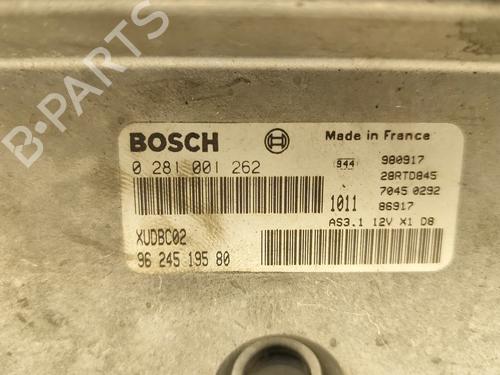 BOSCH
Made in France
0 281 001 262
944
980917
28RTD845
7045 0292
1011
86917
AS3.1 12V X1 D8
XUDBC02
96 245 195 80
B-PARTS